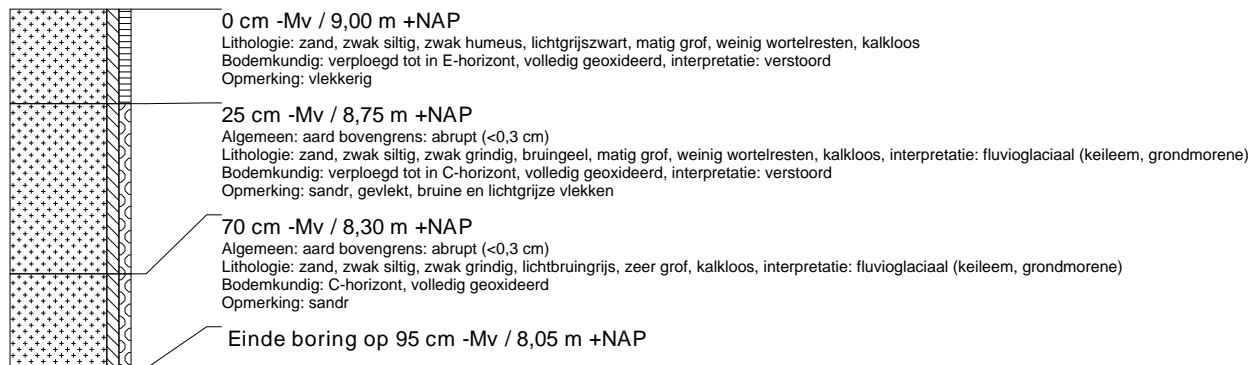 0 cm -Mv / 9,00 m +NAP
Lithologie: zand, zwak siltig, zwak humeus, lichtgrijszwart, matig grof, weinig wortelresten, kalkloos
Bodemkundig: verploegd tot in E-horizont, volledig geoxideerd, interpretatie: verstoord
Opmerking: vlekkerig
25 cm -Mv / 8,75 m +NAP
Algemeen: aard bovengrens: abrupt (<0,3 cm)
Lithologie: zand, zwak siltig, zwak grindig, bruingeel, matig grof, weinig wortelresten, kalkloos, interpretatie: fluvioglaciaal (keileem, grondmorene)
Bodemkundig: verploegd tot in C-horizont, volledig geoxideerd, interpretatie: verstoord
Opmerking: sandr, gevlekt, bruine en lichtgrijze vlekken
70 cm -Mv / 8,30 m +NAP
Algemeen: aard bovengrens: abrupt (<0,3 cm)
Lithologie: zand, zwak siltig, zwak grindig, lichtbruingrijs, zeer grof, kalkloos, interpretatie: fluvioglaciaal (keileem, grondmorene)
Bodemkundig: C-horizont, volledig geoxideerd
Opmerking: sandr
Einde boring op 95 cm -Mv / 8,05 m +NAP